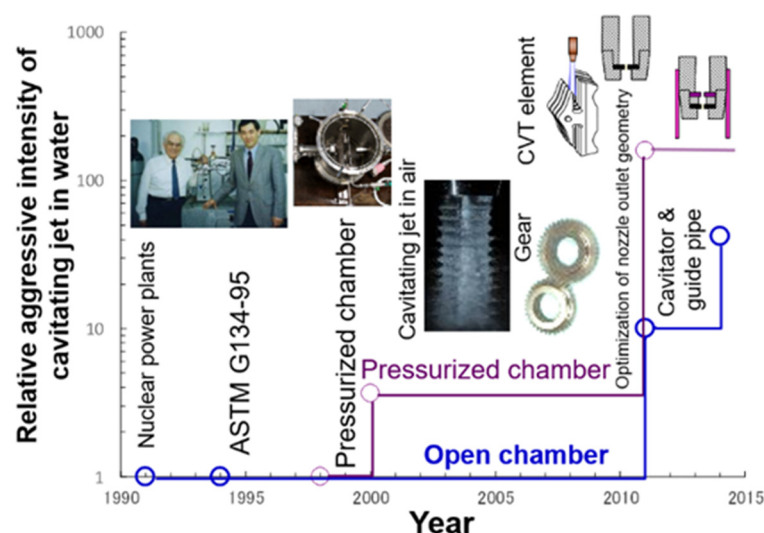 Relative aggressive intensity of
cavitating jet in water
1000
100
10
1
Nuclear power plants
ASTM G134-95
Pressurized chamber
Cavitating jet in air
Gear
CVT element
Optimization of nozzle outlet geometry
Cavitator &
guide pipe
Pressurized chamber
Open chamber
1990
1995
2000
2005
2010
2015
Year